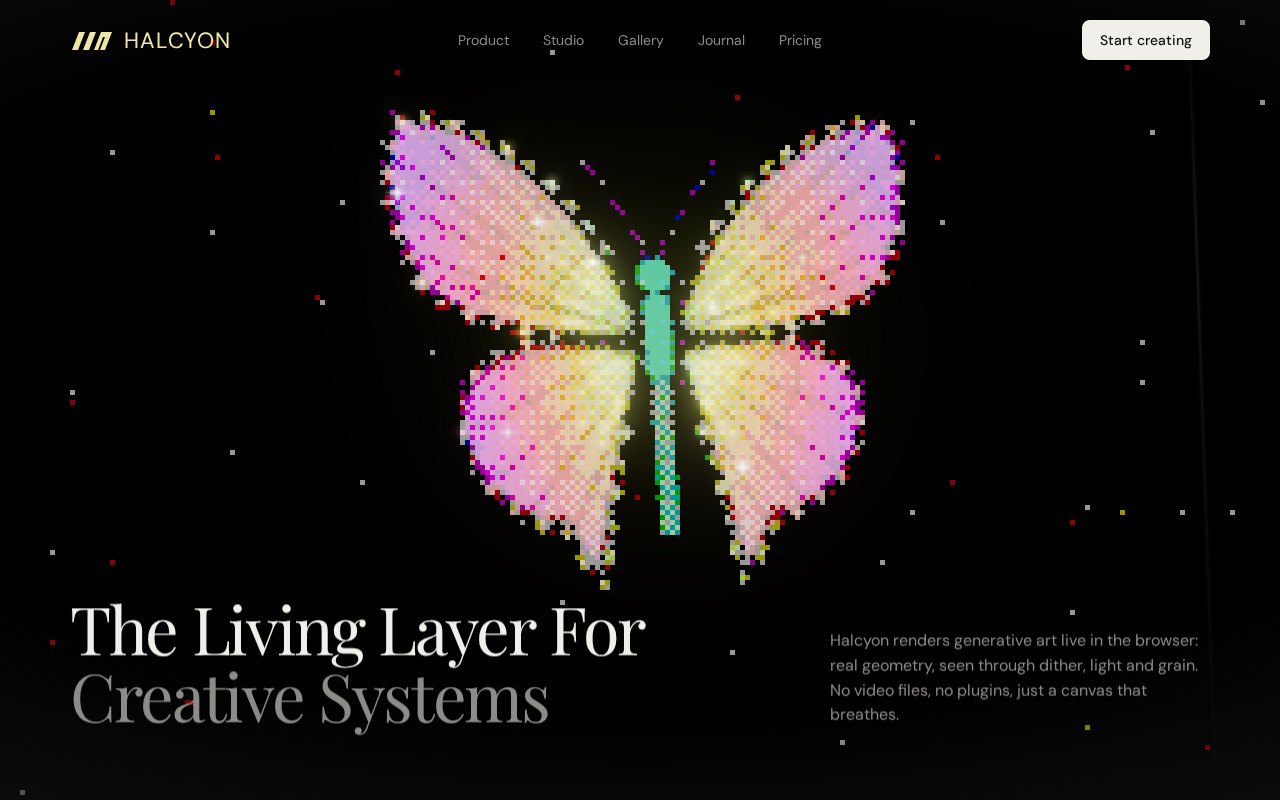 HALCYON
Product
Studio
Gallery
Journal
Pricing
Start creating
The Living Layer For
Creative Systems
Halcyon renders generative art live in the browser:
real geometry, seen through dither, light and grain.
No video files, no plugins, just a canvas that
breathes.